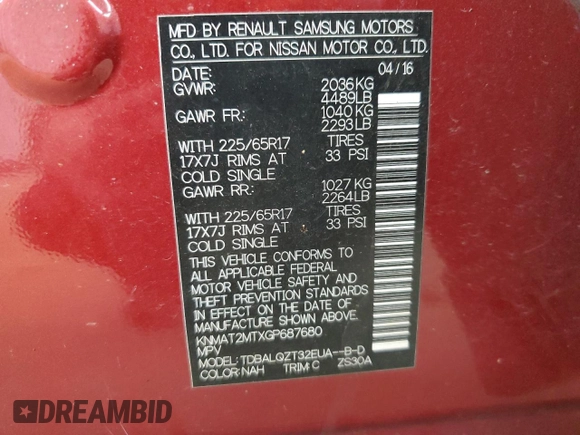 MFD BY RENAULT SAMSUNG MOTORS
CO., LTD. FOR NISSAN MOTOR CO., LTD.
DATE: 04/16
GVWR: 2036KG
4489LB
GAWR FR: 1040KG
2293LB
WITH 225/65R17 TIRES
17X7J RIMS AT 33 PSI
COLD SINGLE
GAWR RR: 1027KG
2264LB
WITH 225/65R17 TIRES
17X7J RIMS AT 33 PSI
COLD SINGLE
THIS VEHICLE CONFORMS TO
ALL APPLICABLE FEDERAL
MOTOR VEHICLE SAFETY AND
THEFT PREVENTION STANDARDS
IN EFFECT ON THE DATE OF
MANUFACTURE SHOWN ABOVE.
KNMAT2MTXGP687680
MPV
MODEL: TDBALQZT32EUA--B-D
COLOR: NAH TRIM: C ZS30A
DREAMBID